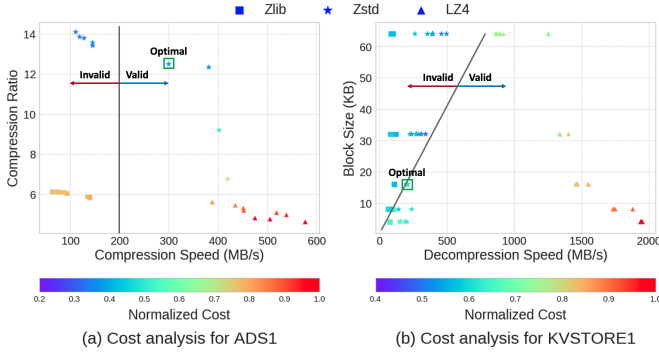 Zlib Zstd LZ4
14
12
10
8
6
Compression Ratio
Optimal
Invalid Valid
100 200 300 400 500 600
Compression Speed (MB/s)
0.2 0.3 0.4 0.5 0.6 0.7 0.8 0.9 1.0
Normalized Cost
(a) Cost analysis for ADS1
60
50
40
30
20
10
Block Size (KB)
Invalid Valid
Optimal
0 500 1000 1500 2000
Decompression Speed (MB/s)
0.4 0.5 0.6 0.7 0.8 0.9 1.0
Normalized Cost
(b) Cost analysis for KVSTORE1